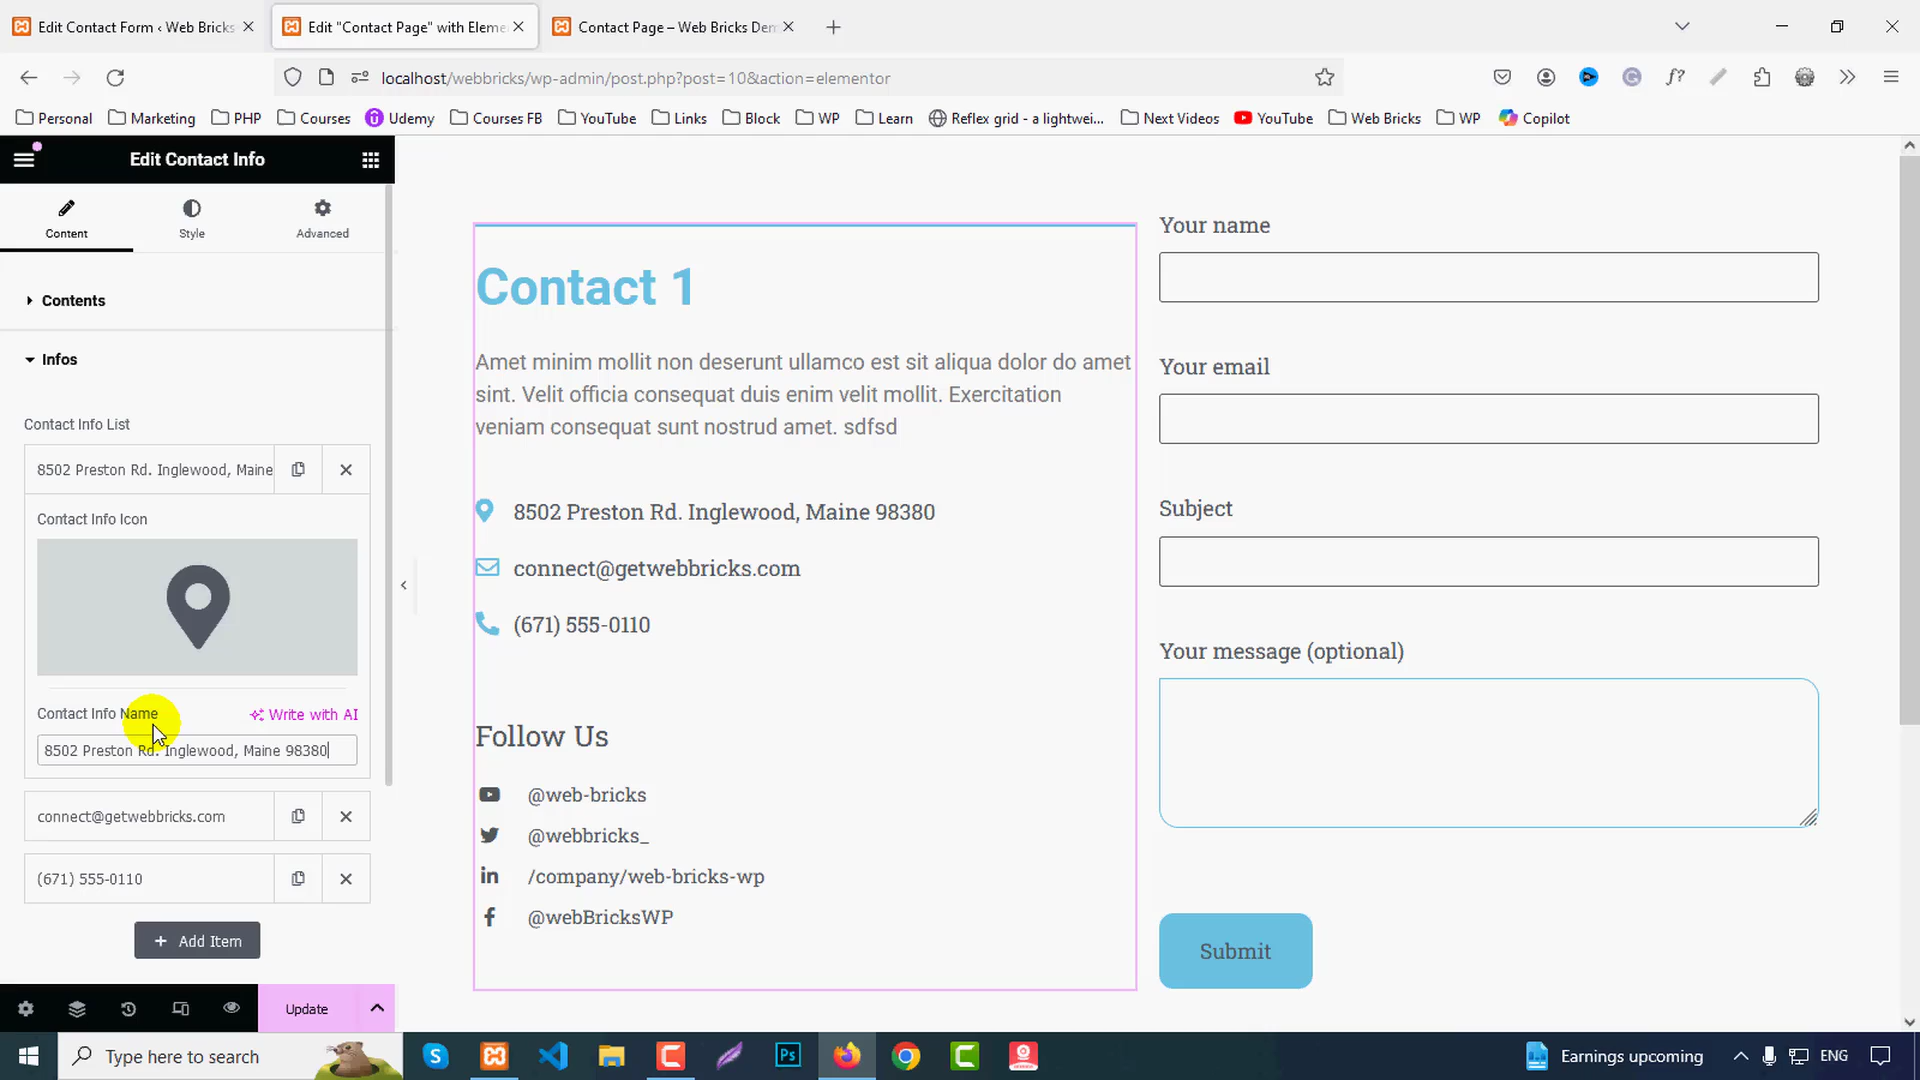 Edit Contact Form ‹ Web Bricks
Edit "Contact Page" with Eleme
Contact Page – Web Bricks Dem
localhost/webbricks/wp-admin/post.php?post=10&action=elementor
Personal
Marketing
PHP
Courses
Udemy
Courses FB
YouTube
Links
Block
WP
Learn
Reflex grid - a lightwei...
Next Videos
YouTube
Web Bricks
WP
Copilot
Edit Contact Info
Content
Style
Advanced
Contents
Infos
Contact Info List
8502 Preston Rd. Inglewood, Maine
Contact Info Icon
Contact Info Name
Write with AI
8502 Preston Rd. Inglewood, Maine 98380
connect@getwebbricks.com
(671) 555-0110
+ Add Item
Update
Contact 1
Amet minim mollit non deserunt ullamco est sit aliqua dolor do amet
sint. Velit officia consequat duis enim velit mollit. Exercitation
veniam consequat sunt nostrud amet. sdfsd
8502 Preston Rd. Inglewood, Maine 98380
connect@getwebbricks.com
(671) 555-0110
Follow Us
@web-bricks
@webbricks_
/company/web-bricks-wp
@webBricksWP
Your name
Your email
Subject
Your message (optional)
Submit
Type here to search
Earnings upcoming
ENG